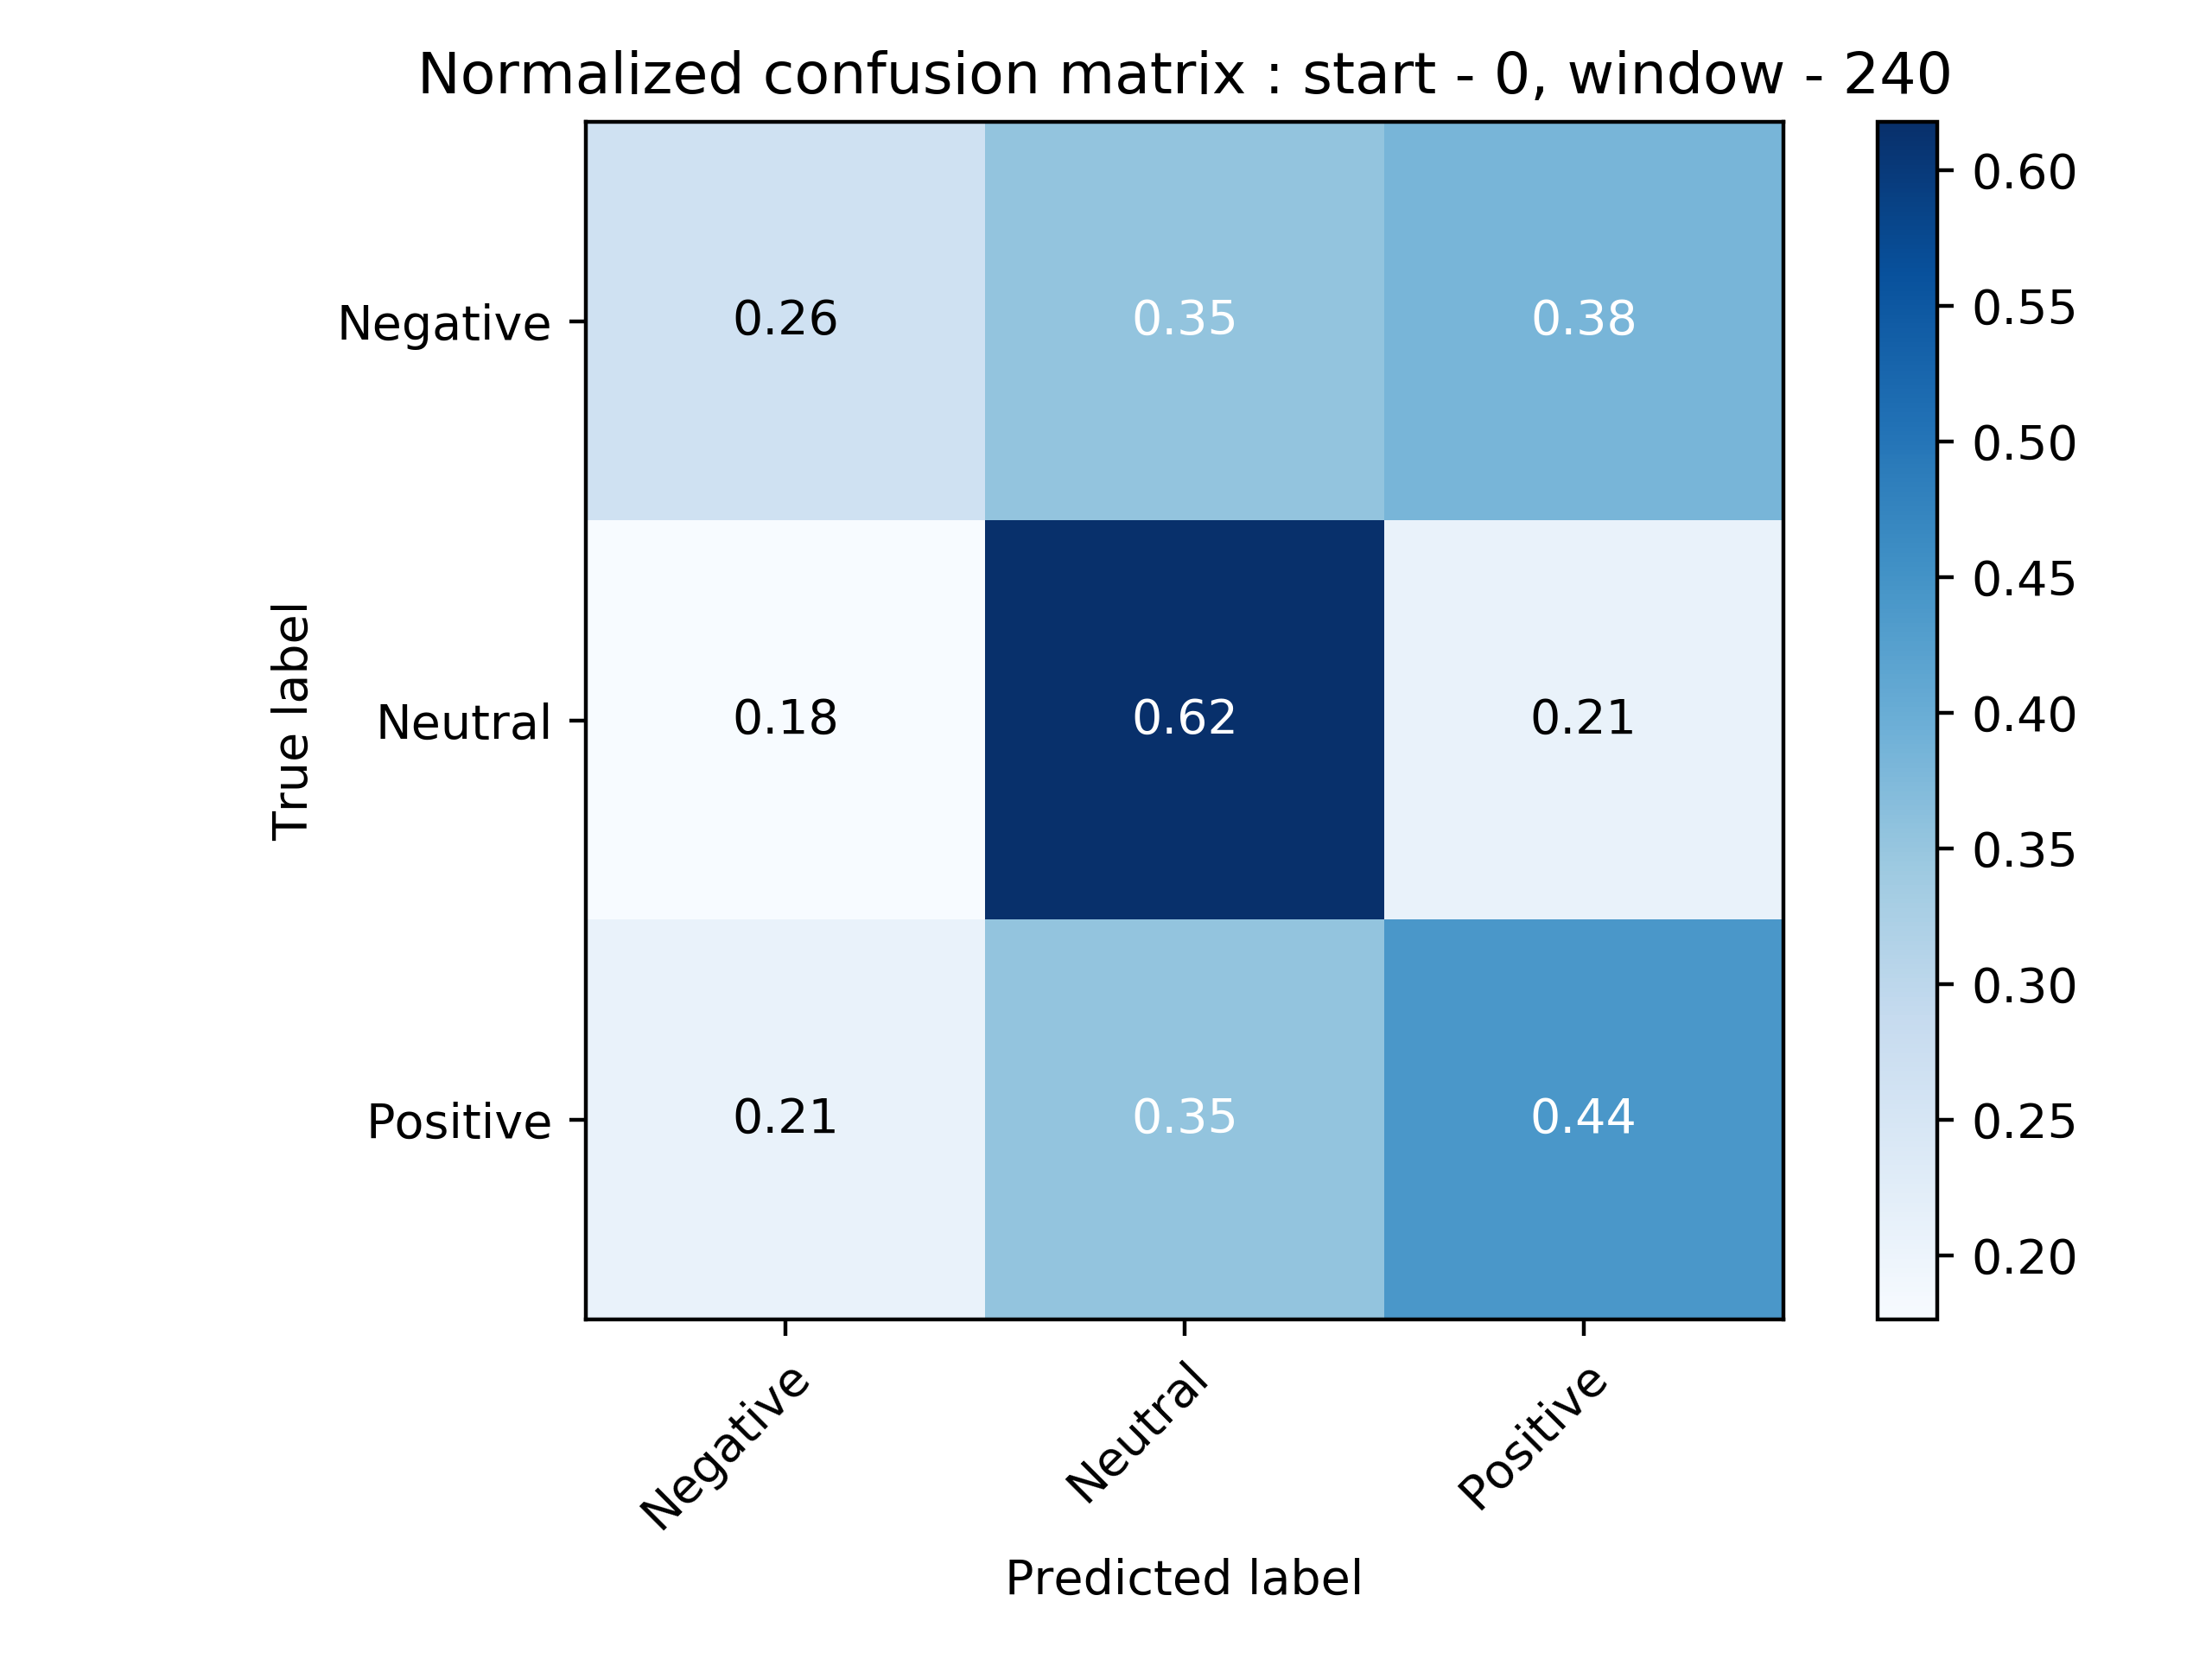 Normalized confusion matrix : start - 0, window - 240
Negative 0.26 0.35 0.38
Neutral 0.18 0.62 0.21
Positive 0.21 0.35 0.44
True label
Negative Neutral Positive
Predicted label
0.60
0.55
0.50
0.45
0.40
0.35
0.30
0.25
0.20